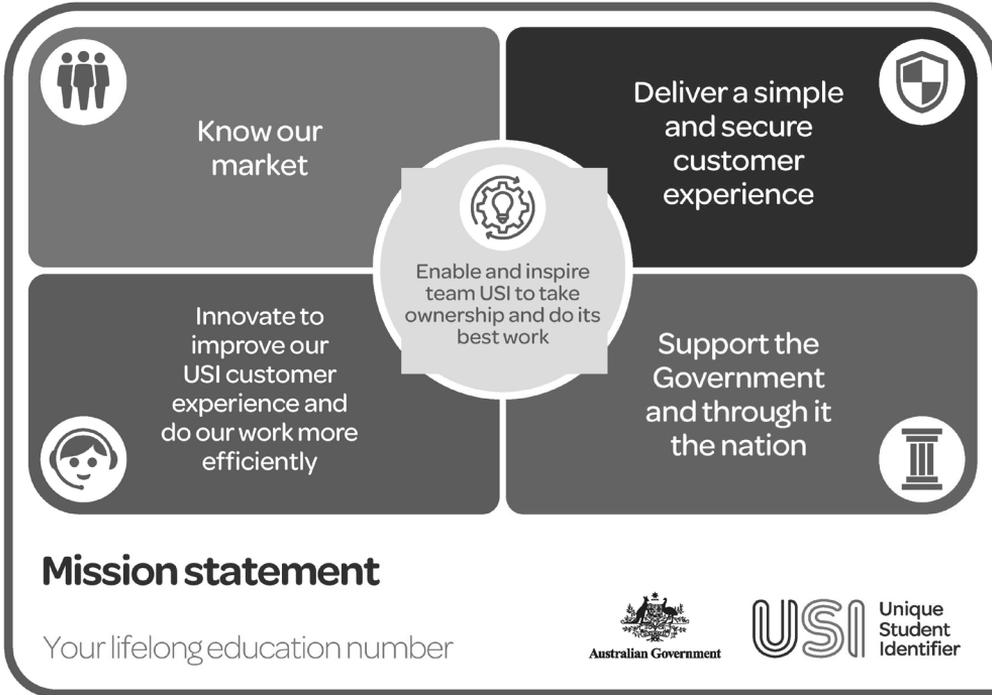 Know our
market
Deliver a simple
and secure
customer
experience
Enable and inspire
team USI to take
ownership and do its
best work
Innovate to
improve our
USI customer
experience and
do our work more
efficiently
Support the
Government
and through it
the nation
Mission statement
Your lifelong education number
Australian Government
USI
Unique
Student
Identifier